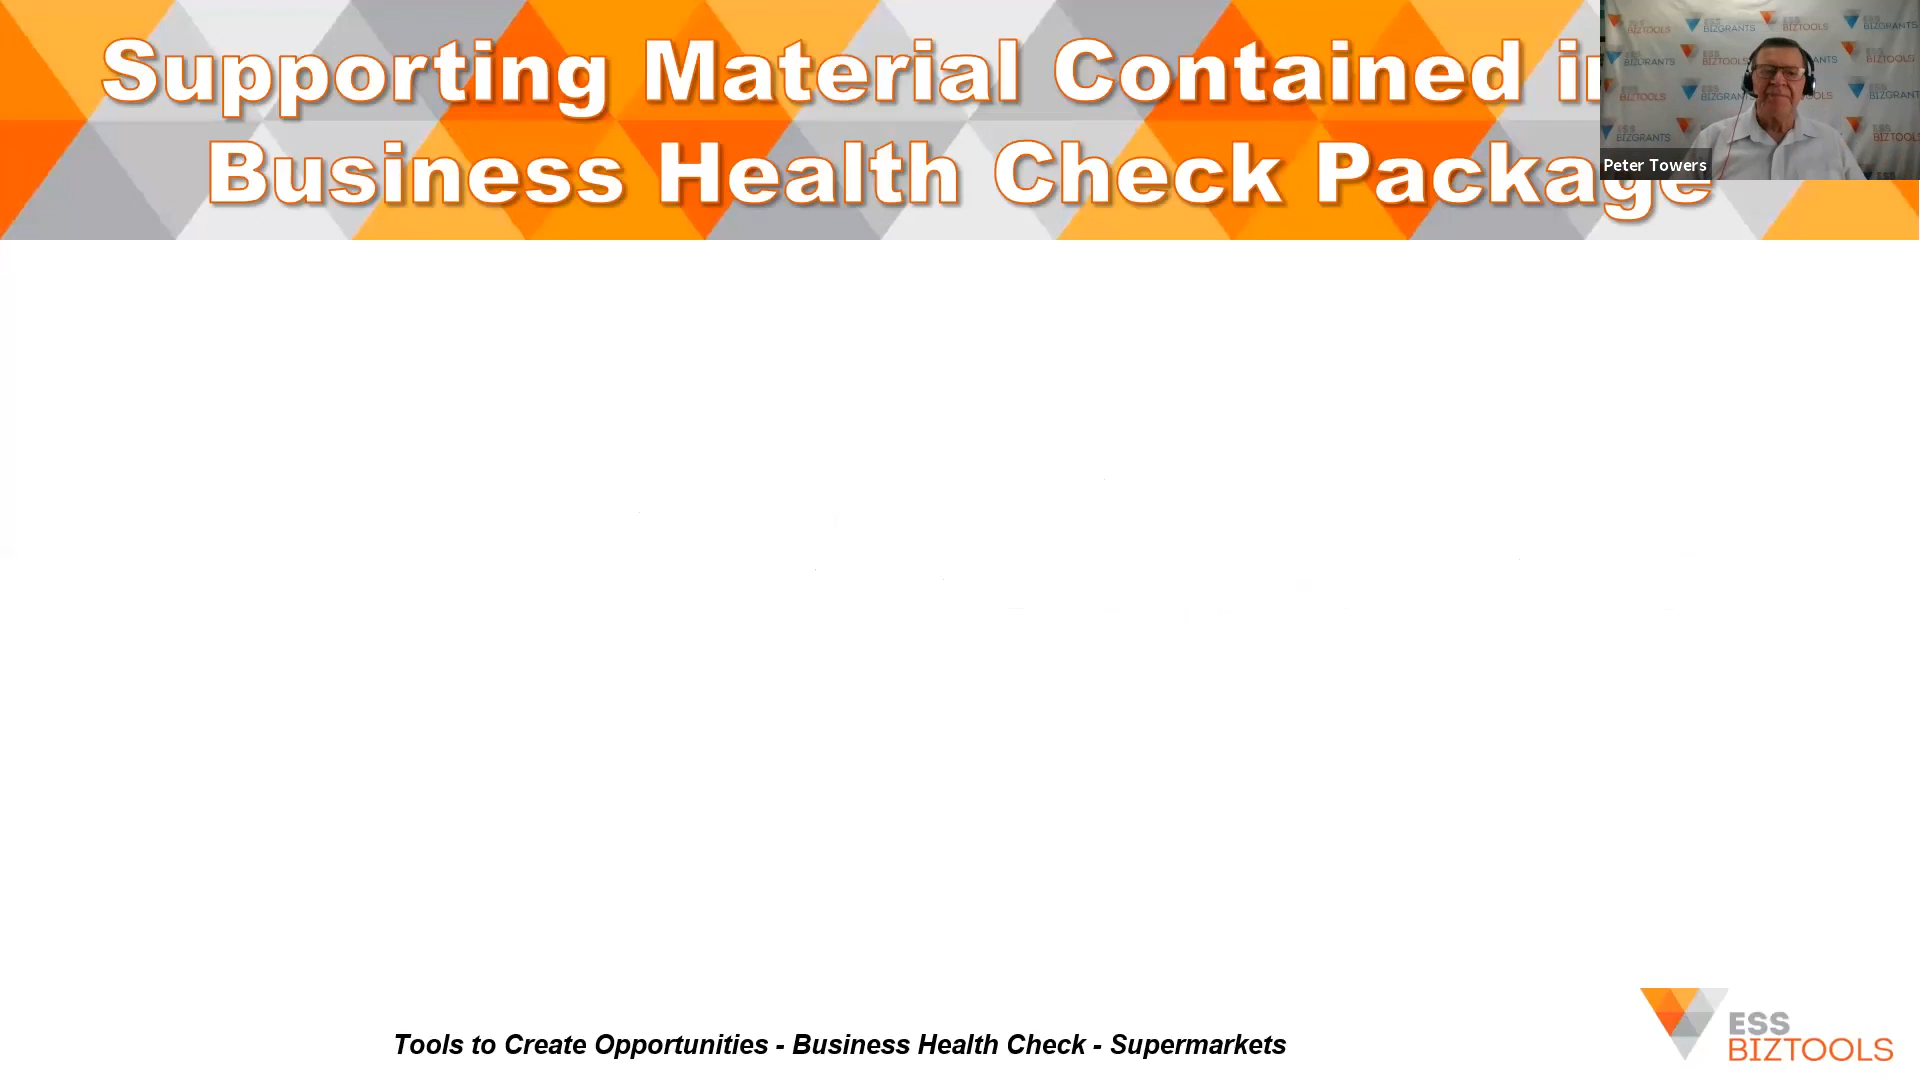 Supporting Material Contained in
Business Health Check Package
Peter Towers
Tools to Create Opportunities - Business Health Check - Supermarkets
ESS
BIZTOOLS